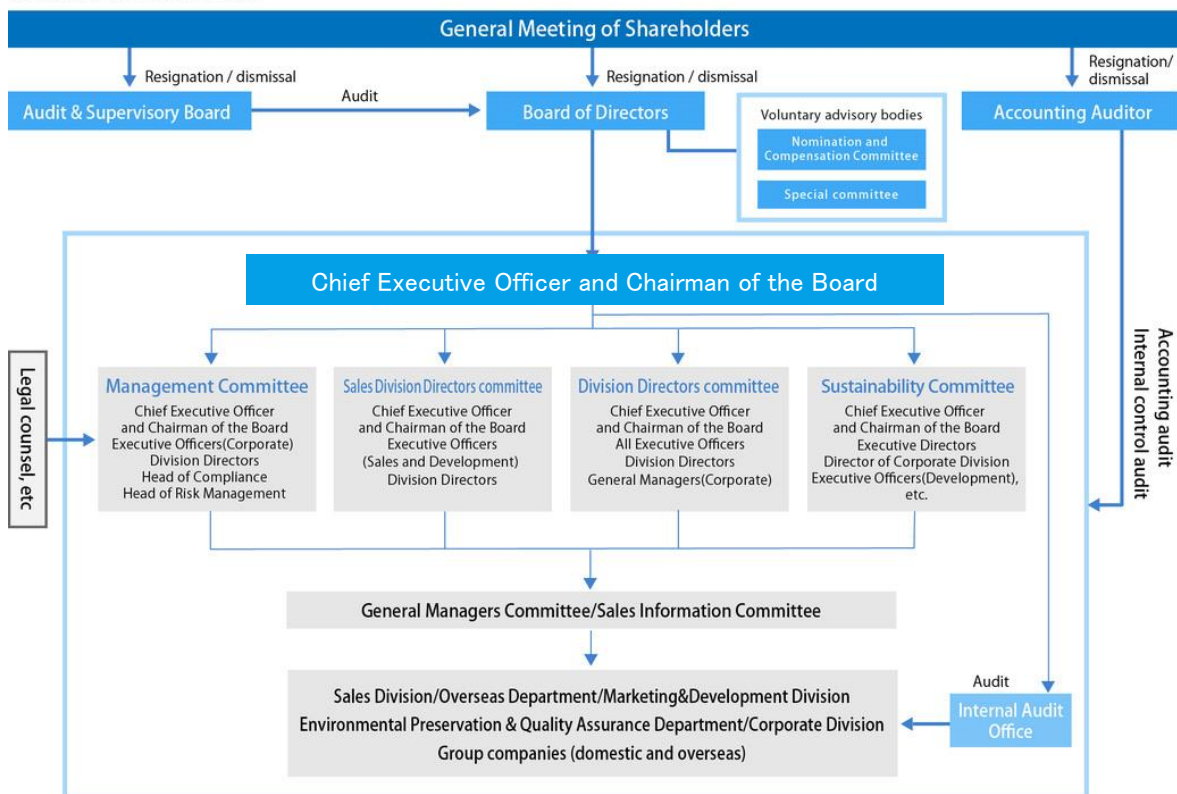 General Meeting of Shareholders
Resignation / dismissal
Resignation / dismissal
Resignation/
dismissal
Audit & Supervisory Board
Audit
Board of Directors
Voluntary advisory bodies
Nomination and
Compensation Committee
Special committee
Accounting Auditor
Chief Executive Officer and Chairman of the Board
Legal counsel, etc
Management Committee
Chief Executive Officer
and Chairman of the Board
Executive Officers(Corporate)
Division Directors
Head of Compliance
Head of Risk Management
Sales Division Directors committee
Chief Executive Officer
and Chairman of the Board
Executive Officers
(Sales and Development)
Division Directors
Division Directors committee
Chief Executive Officer
and Chairman of the Board
All Executive Officers
Division Directors
General Managers(Corporate)
Sustainability Committee
Chief Executive Officer
and Chairman of the Board
Executive Directors
Director of Corporate Division
Executive Officers(Development),
etc.
Accounting audit
Internal control audit
General Managers Committee/Sales Information Committee
Sales Division/Overseas Department/Marketing&Development Division
Environmental Preservation & Quality Assurance Department/Corporate Division
Group companies (domestic and overseas)
Audit
Internal Audit
Office